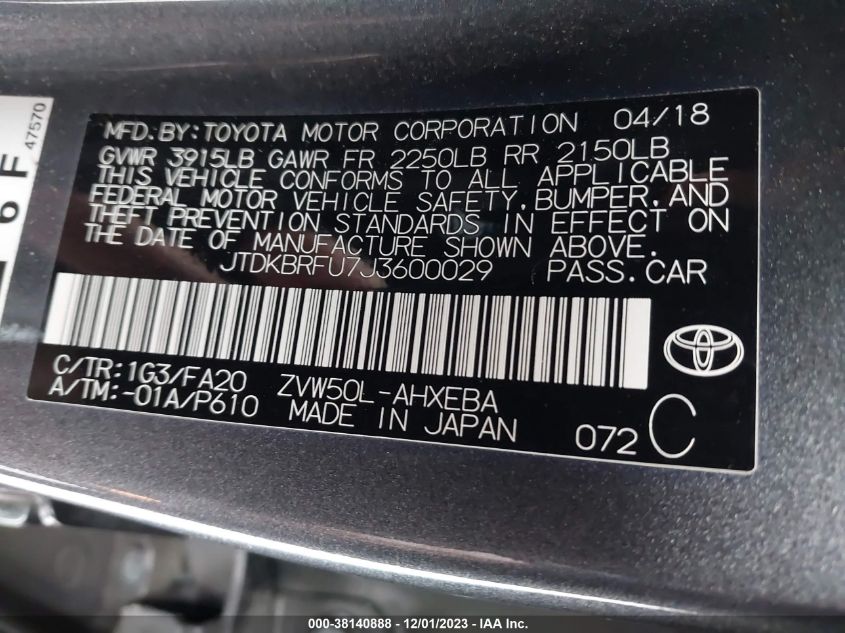 MFD. BY: TOYOTA MOTOR CORPORATION 04/18
GVWR 3915LB GAWR FR 2250LB RR 2150LB
THIS VEHICLE CONFORMS TO ALL APPLICABLE
FEDERAL MOTOR VEHICLE SAFETY, BUMPER, AND
THEFT PREVENTION STANDARDS IN EFFECT ON
THE DATE OF MANUFACTURE SHOWN ABOVE.
JTDKBRFU7J3600029 PASS. CAR
C/TR: 1G3/FA20 ZVW50L-AHXEBA
A/TM: -01A/P610 MADE IN JAPAN 072 C
6F
47570
000-38140888 - 12/01/2023 - IAA Inc.